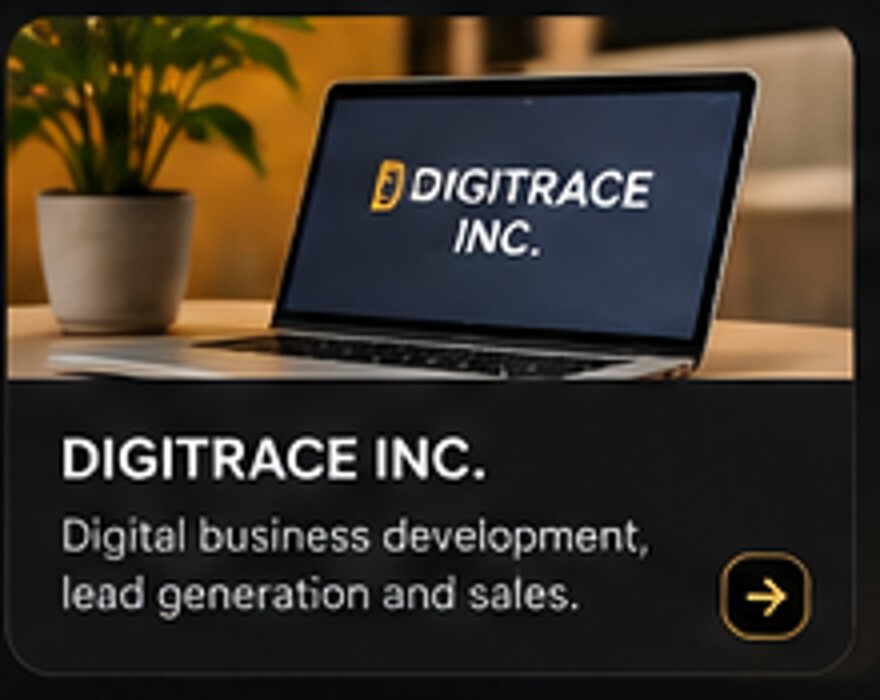 DIGITRACE
INC.
DIGITRACE INC.
Digital business development,
lead generation and sales.